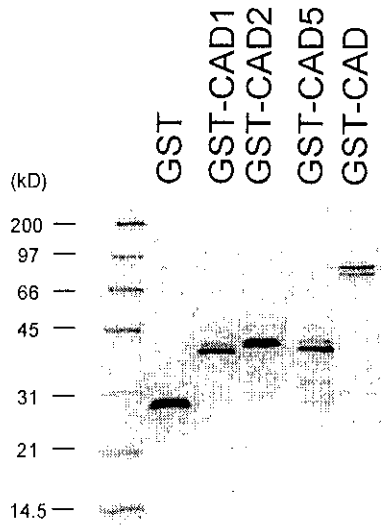 GST
GST-CAD1
GST-CAD2
GST-CAD5
GST-CAD
(kD)
200
97
66
45
31
21
14.5